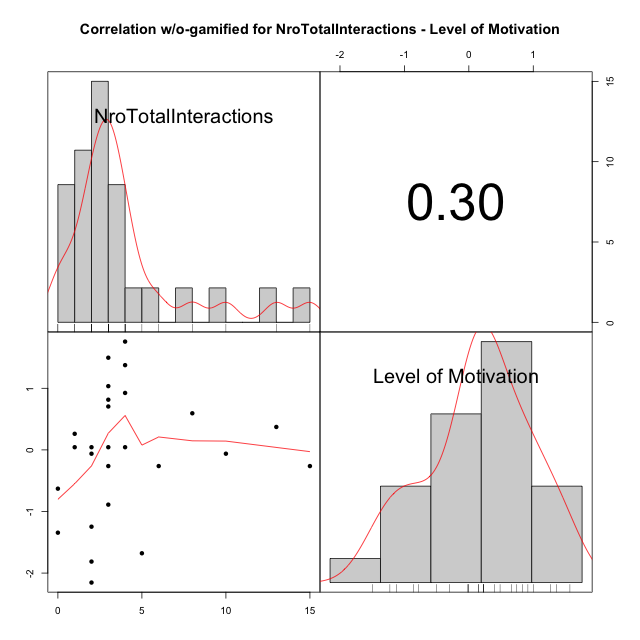 Correlation w/o-gamified for NroTotalInteractions - Level of Motivation
-2 -1 0 1
NroTotalInteractions
0.30
15
10
5
0
Level of Motivation
1
0
-1
-2
0 5 10 15